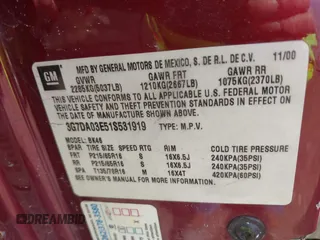 GM
MFD BY GENERAL MOTORS DE MEXICO, S. DE R.L. DE C.V. 11/00
GVWR GAWR FRT GAWR RR
2285KG(5037LB) 1210KG(2667LB) 1075KG(2370LB)
THIS VEHICLE CONFORMS TO ALL APPLICABLE U.S. FEDERAL MOTOR
VEHICLE SAFETY AND THEFT PREVENTION STANDARDS IN EFFECT ON
THE DATE OF MANUFACTURE SHOWN ABOVE.
3G7DA03E51S531919 TYPE: M.P.V.
MODEL: BKA6
TIRE SIZE SPEED RTG RIM COLD TIRE PRESSURE
FRT P215/65R16 S 16X6.5J 240KPA(35PSI)
RR P215/65R16 S 16X6.5J 240KPA(35PSI)
SPA T135/70R16 M 16X4T 420KPA(60PSI)
SEE OWNER'S MANUAL FOR MORE INFORMATION.
DREAMBID